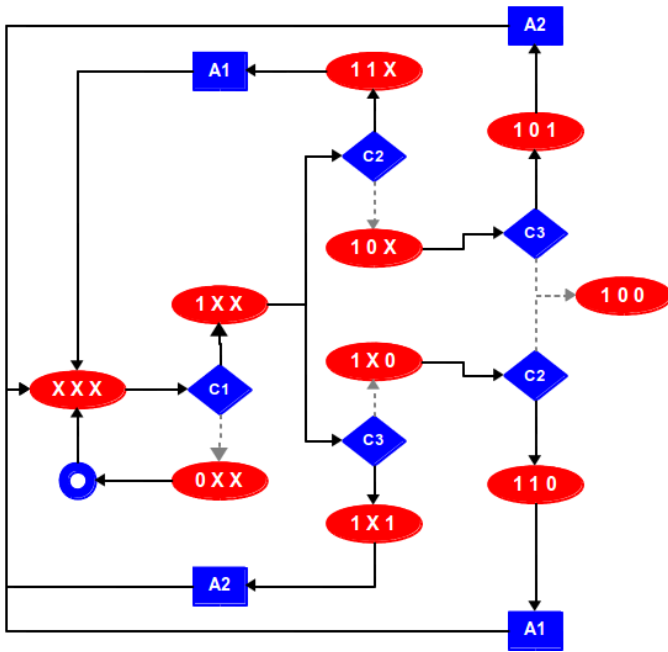 A2
A1
1 1 X
1 0 1
C2
C3
1 0 X
1 0 0
1 X X
1 X 0
X X X
C1
C2
C3
0 X X
1 1 0
1 X 1
A2
A1